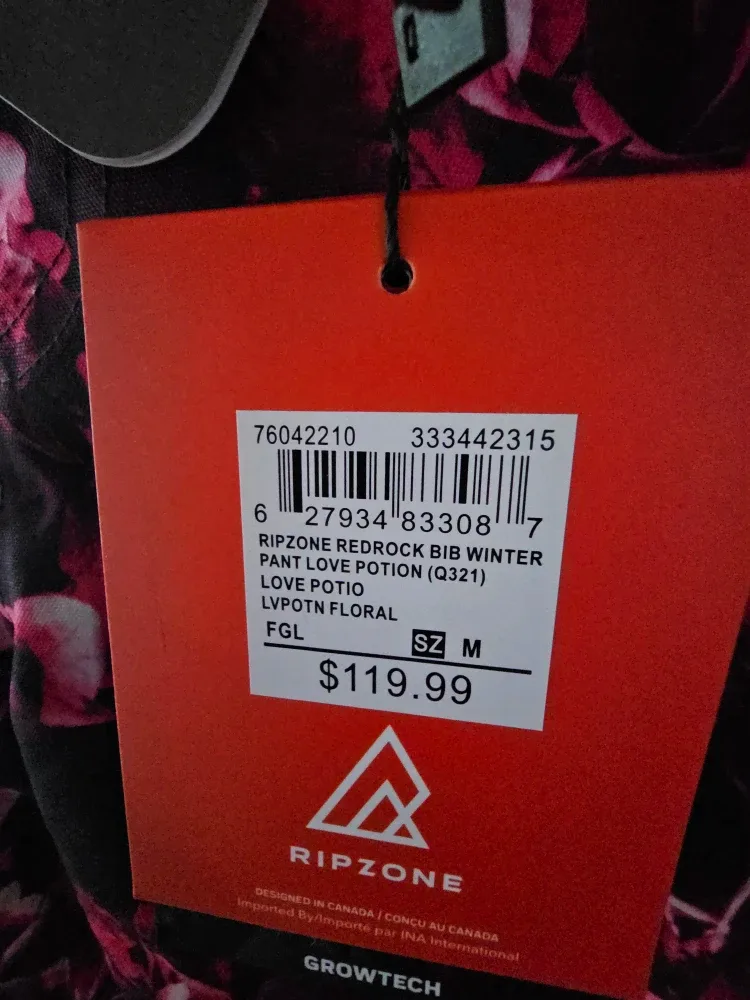 76042210 333442315
6 27934 83308 7
RIPZONE REDROCK BIB WINTER
PANT LOVE POTION (Q321)
LOVE POTIO
LVPOTN FLORAL
FGL SZ M
$119.99
RIPZONE
DESIGNED IN CANADA / CONÇU AU CANADA
Imported By/Importé par INA International
GROWTECH